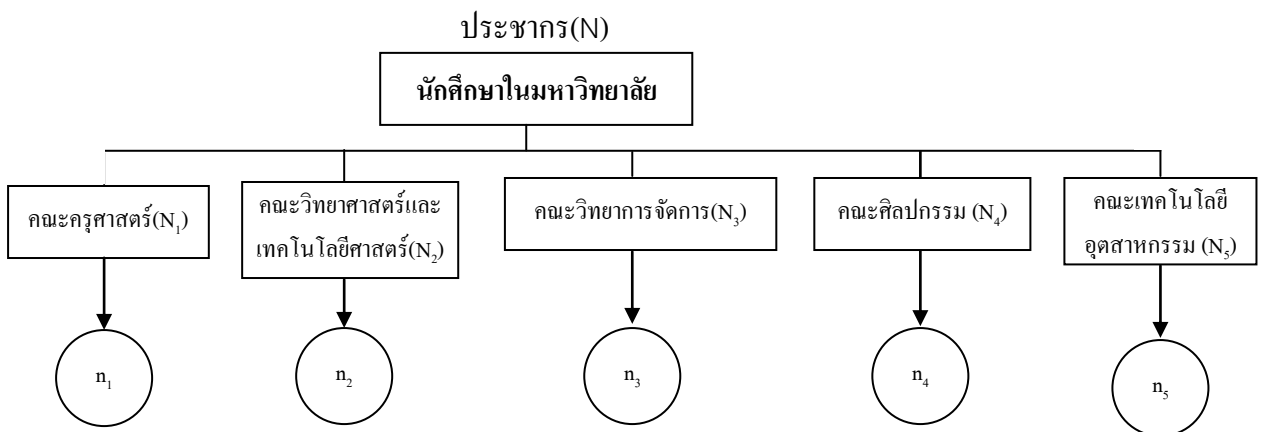 ประชากร(N)
นักศึกษาในมหาวิทยาลัย
คณะครุศาสตร์(N₁)
คณะวิทยาศาสตร์และ
เทคโนโลยีศาสตร์(N₂)
คณะวิทยาการจัดการ(N₃)
คณะศิลปกรรม (N₄)
คณะเทคโนโลยี
อุตสาหกรรม (N₅)
n₁
n₂
n₃
n₄
n₅